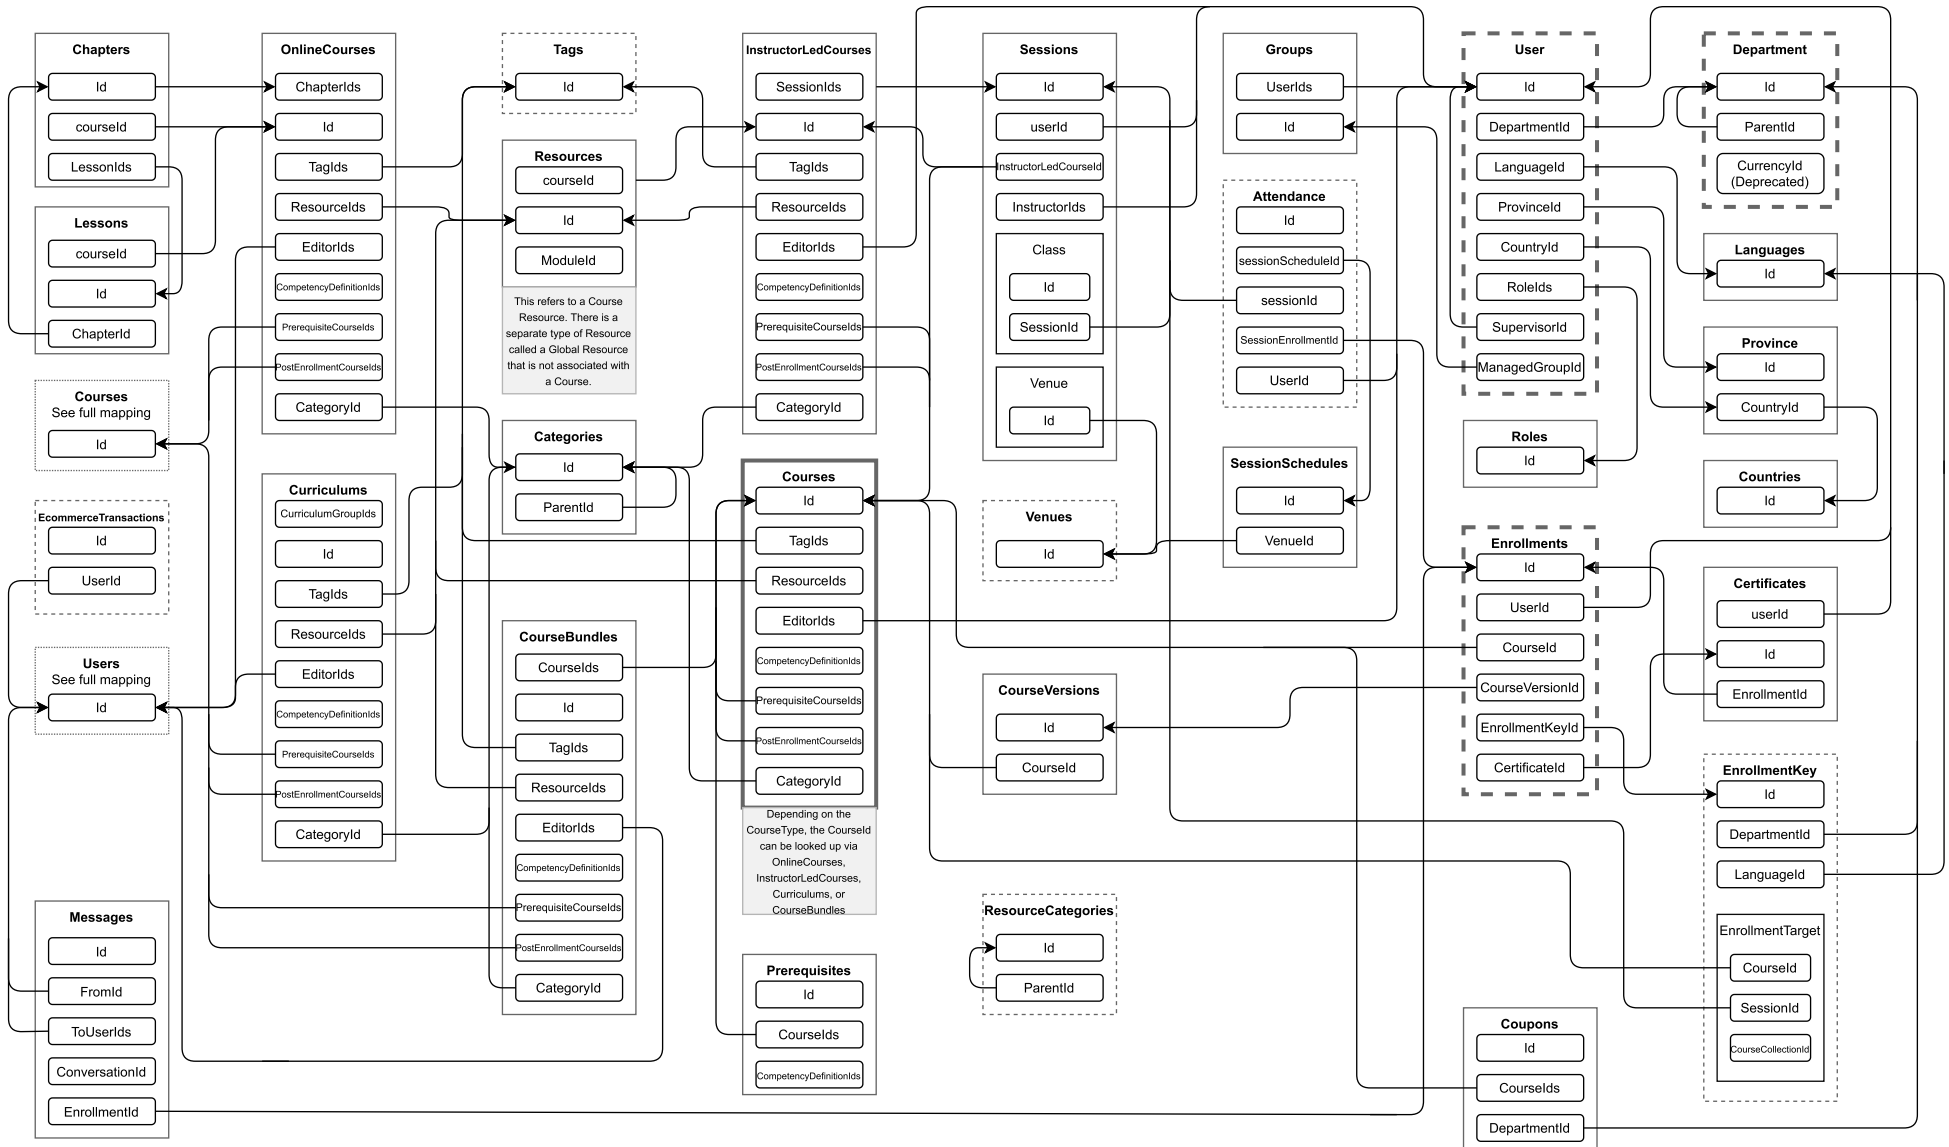 Chapters
Id
courseId
LessonIds
Lessons
courseId
Id
ChapterId
Courses
See full mapping
Id
EcommerceTransactions
Id
UserId
Users
See full mapping
Id
Messages
Id
FromId
ToUserIds
ConversationId
EnrollmentId
OnlineCourses
ChapterIds
Id
TagIds
ResourceIds
EditorIds
CompetencyDefinitionIds
PrerequisiteCourseIds
PostEnrollmentCourseIds
CategoryId
Curriculums
CurriculumGroupIds
Id
TagIds
ResourceIds
EditorIds
CompetencyDefinitionIds
PrerequisiteCourseIds
PostEnrollmentCourseIds
CategoryId
Tags
Id
Resources
courseId
Id
ModuleId
This refers to a Course
Resource. There is a
separate type of Resource
called a Global Resource
that is not associated with
a Course.
Categories
Id
ParentId
CourseBundles
CourseIds
Id
TagIds
ResourceIds
EditorIds
CompetencyDefinitionIds
PrerequisiteCourseIds
PostEnrollmentCourseIds
CategoryId
InstructorLedCourses
SessionIds
Id
TagIds
ResourceIds
EditorIds
CompetencyDefinitionIds
PrerequisiteCourseIds
PostEnrollmentCourseIds
CategoryId
Courses
Id
TagIds
ResourceIds
EditorIds
CompetencyDefinitionIds
PrerequisiteCourseIds
PostEnrollmentCourseIds
CategoryId
Depending on the
CourseType, the CourseId
can be looked up via
OnlineCourses,
InstructorLedCourses,
Curriculums, or
CourseBundles
Prerequisites
Id
CourseIds
CompetencyDefinitionIds
Sessions
Id
userId
InstructorLedCourseId
InstructorIds
Class
Id
SessionId
Venue
Id
Venues
Id
CourseVersions
Id
CourseId
ResourceCategories
Id
ParentId
Groups
UserIds
Id
Attendance
Id
sessionScheduleId
sessionId
SessionEnrollmentId
UserId
SessionSchedules
Id
VenueId
User
Id
DepartmentId
LanguageId
ProvinceId
CountryId
RoleIds
SupervisorId
ManagedGroupId
Roles
Id
Enrollments
Id
UserId
CourseId
CourseVersionId
EnrollmentKeyId
CertificateId
Coupons
Id
CourseIds
DepartmentId
Department
Id
ParentId
CurrencyId
(Deprecated)
Languages
Id
Province
Id
CountryId
Countries
Id
Certificates
userId
Id
EnrollmentId
EnrollmentKey
Id
DepartmentId
LanguageId
EnrollmentTarget
CourseId
SessionId
CourseCollectionId